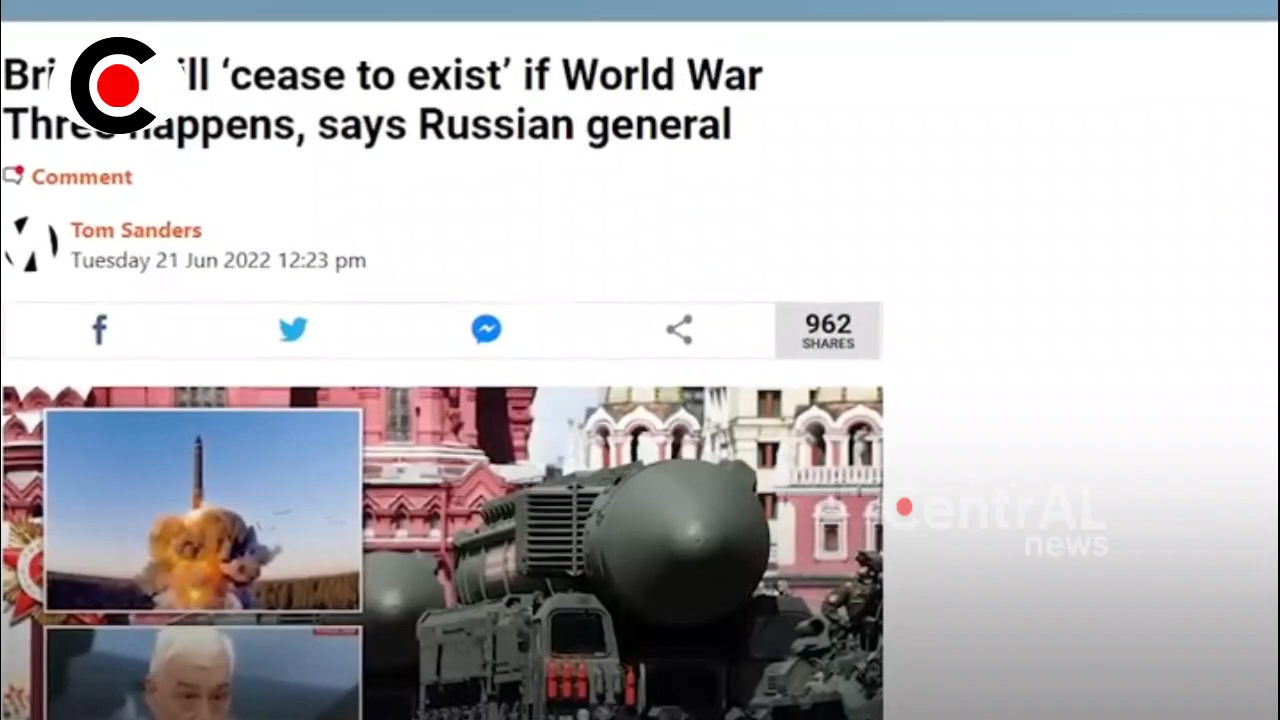 Bri ill ‘cease to exist’ if World War
Three happens, says Russian general
Comment
Tom Sanders
Tuesday 21 Jun 2022 12:23 pm
962
SHARES
CentrAL
news